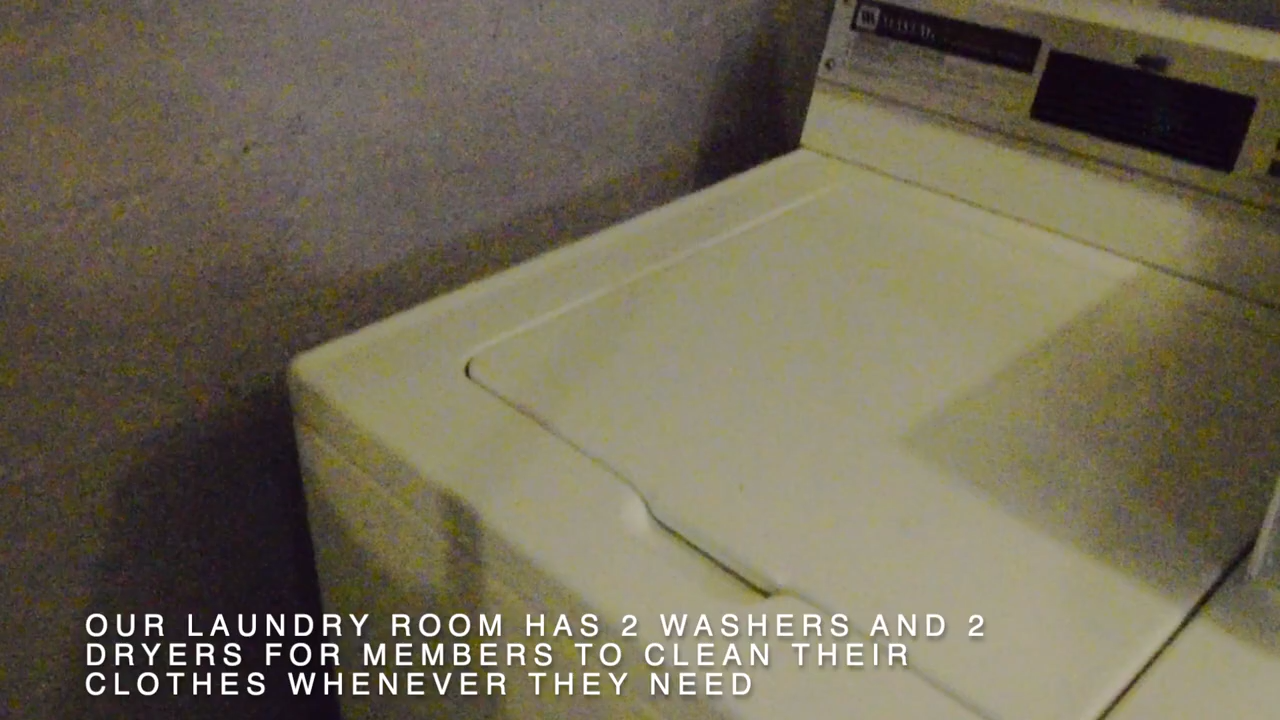 OUR LAUNDRY ROOM HAS 2 WASHERS AND 2
DRYERS FOR MEMBERS TO CLEAN THEIR
CLOTHES WHENEVER THEY NEED